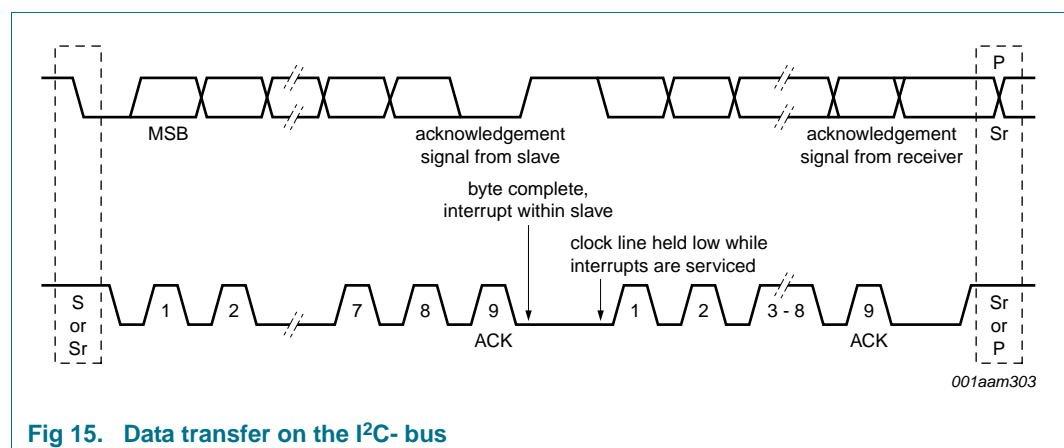 P
MSB
acknowledgement
signal from slave
acknowledgement
signal from receiver
Sr
byte complete,
interrupt within slave
clock line held low while
interrupts are serviced
S
or
Sr
1 2 7 8 9 1 2 3 - 8 9
ACK ACK
Sr
or
P
001aam303
Fig 15. Data transfer on the I²C- bus